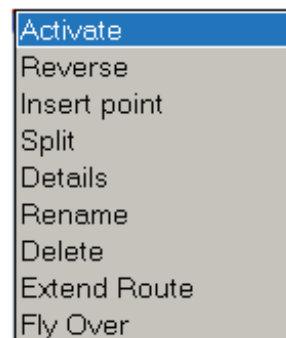 Activate
Reverse
Insert point
Split
Details
Rename
Delete
Extend Route
Fly Over